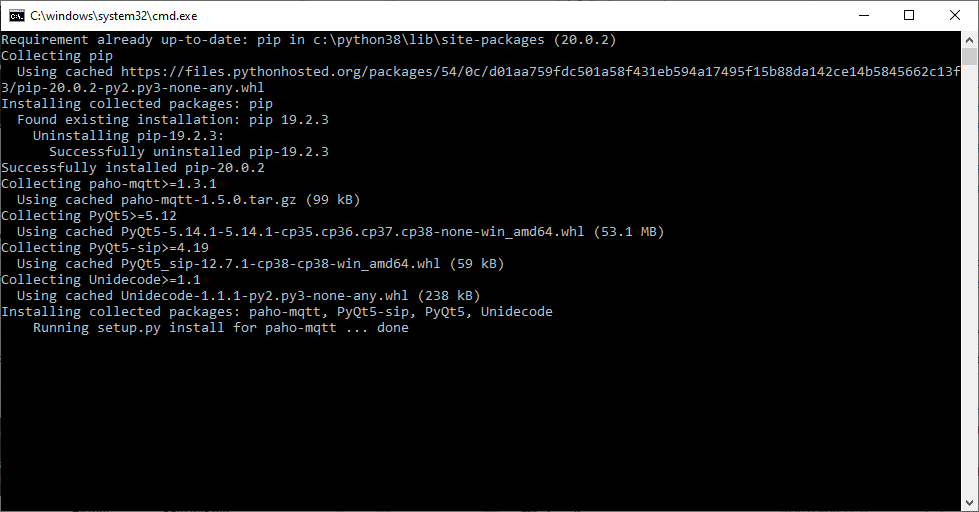 C:\windows\system32\cmd.exe
Requirement already up-to-date: pip in c:\python38\lib\site-packages (20.0.2)
Collecting pip
  Using cached https://files.pythonhosted.org/packages/54/0c/d01aa759fdc501a58f431eb594a17495f15b88da142ce14b5845662c13f
3/pip-20.0.2-py2.py3-none-any.whl
Installing collected packages: pip
  Found existing installation: pip 19.2.3
    Uninstalling pip-19.2.3:
      Successfully uninstalled pip-19.2.3
Successfully installed pip-20.0.2
Collecting paho-mqtt>=1.3.1
  Using cached paho-mqtt-1.5.0.tar.gz (99 kB)
Collecting PyQt5>=5.12
  Using cached PyQt5-5.14.1-5.14.1-cp35.cp36.cp37.cp38-none-win_amd64.whl (53.1 MB)
Collecting PyQt5-sip>=4.19
  Using cached PyQt5_sip-12.7.1-cp38-cp38-win_amd64.whl (59 kB)
Collecting Unidecode>=1.1
  Using cached Unidecode-1.1.1-py2.py3-none-any.whl (238 kB)
Installing collected packages: paho-mqtt, PyQt5-sip, PyQt5, Unidecode
    Running setup.py install for paho-mqtt ... done